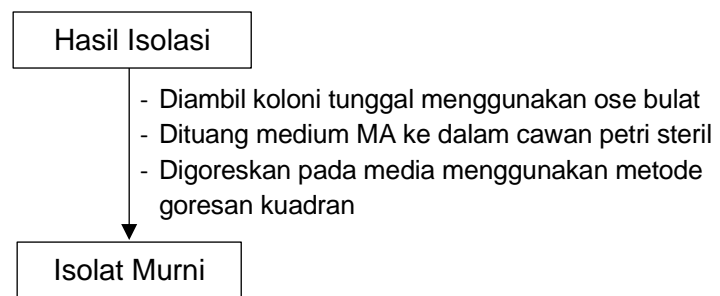 Hasil Isolasi
- Diambil koloni tunggal menggunakan ose bulat
- Dituang medium MA ke dalam cawan petri steril
- Digoreskan pada media menggunakan metode
goresan kuadran
Isolat Murni